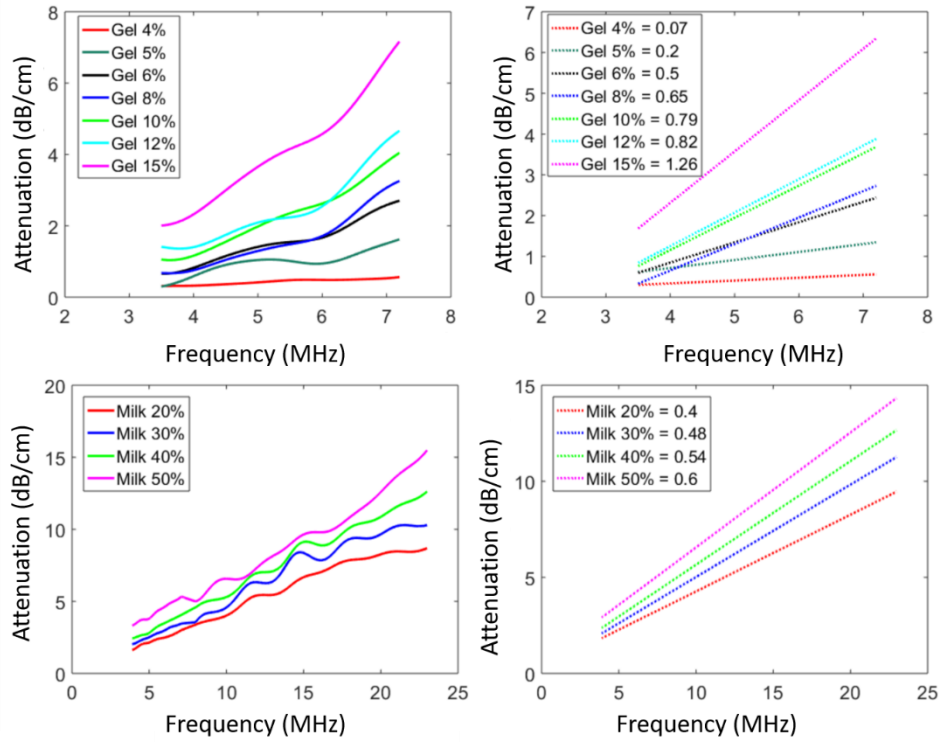 Attenuation (dB/cm)
8
6
4
2
0
Gel 4%
Gel 5%
Gel 6%
Gel 8%
Gel 10%
Gel 12%
Gel 15%
2 3 4 5 6 7 8
Frequency (MHz)
Attenuation (dB/cm)
7
6
5
4
3
2
1
0
Gel 4% = 0.07
Gel 5% = 0.2
Gel 6% = 0.5
Gel 8% = 0.65
Gel 10% = 0.79
Gel 12% = 0.82
Gel 15% = 1.26
2 3 4 5 6 7 8
Frequency (MHz)
Attenuation (dB/cm)
20
15
10
5
0
Milk 20%
Milk 30%
Milk 40%
Milk 50%
0 5 10 15 20 25
Frequency (MHz)
Attenuation (dB/cm)
15
10
5
0
Milk 20% = 0.4
Milk 30% = 0.48
Milk 40% = 0.54
Milk 50% = 0.6
0 5 10 15 20 25
Frequency (MHz)